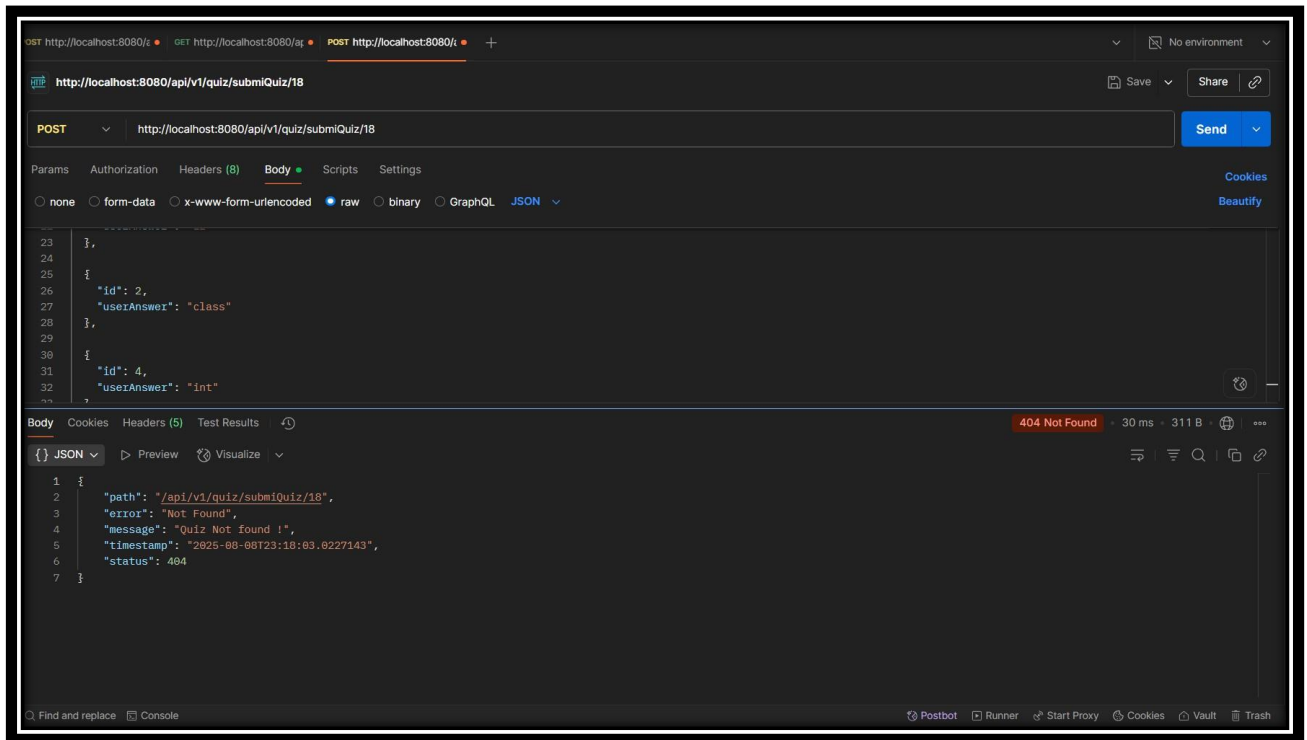 OST http://localhost:8080/a GET http://localhost:8080/ap POST http://localhost:8080/a No environment
HTTP http://localhost:8080/api/v1/quiz/submiQuiz/18 Save Share
POST http://localhost:8080/api/v1/quiz/submiQuiz/18 Send
Params Authorization Headers (8) Body Scripts Settings Cookies
none form-data x-www-form-urlencoded raw binary GraphQL JSON Beautify
23 },
24
25 {
26 "id": 2,
27 "userAnswer": "class"
28 },
29
30 {
31 "id": 4,
32 "userAnswer": "int"
Body Cookies Headers (5) Test Results 404 Not Found 30 ms 311 B
{} JSON Preview Visualize
1 {
2 "path": "/api/v1/quiz/submiQuiz/18",
3 "error": "Not Found",
4 "message": "Quiz Not found !",
5 "timestamp": "2025-08-08T23:18:03.0227143",
6 "status": 404
7 }
Find and replace Console Postbot Runner Start Proxy Cookies Vault Trash